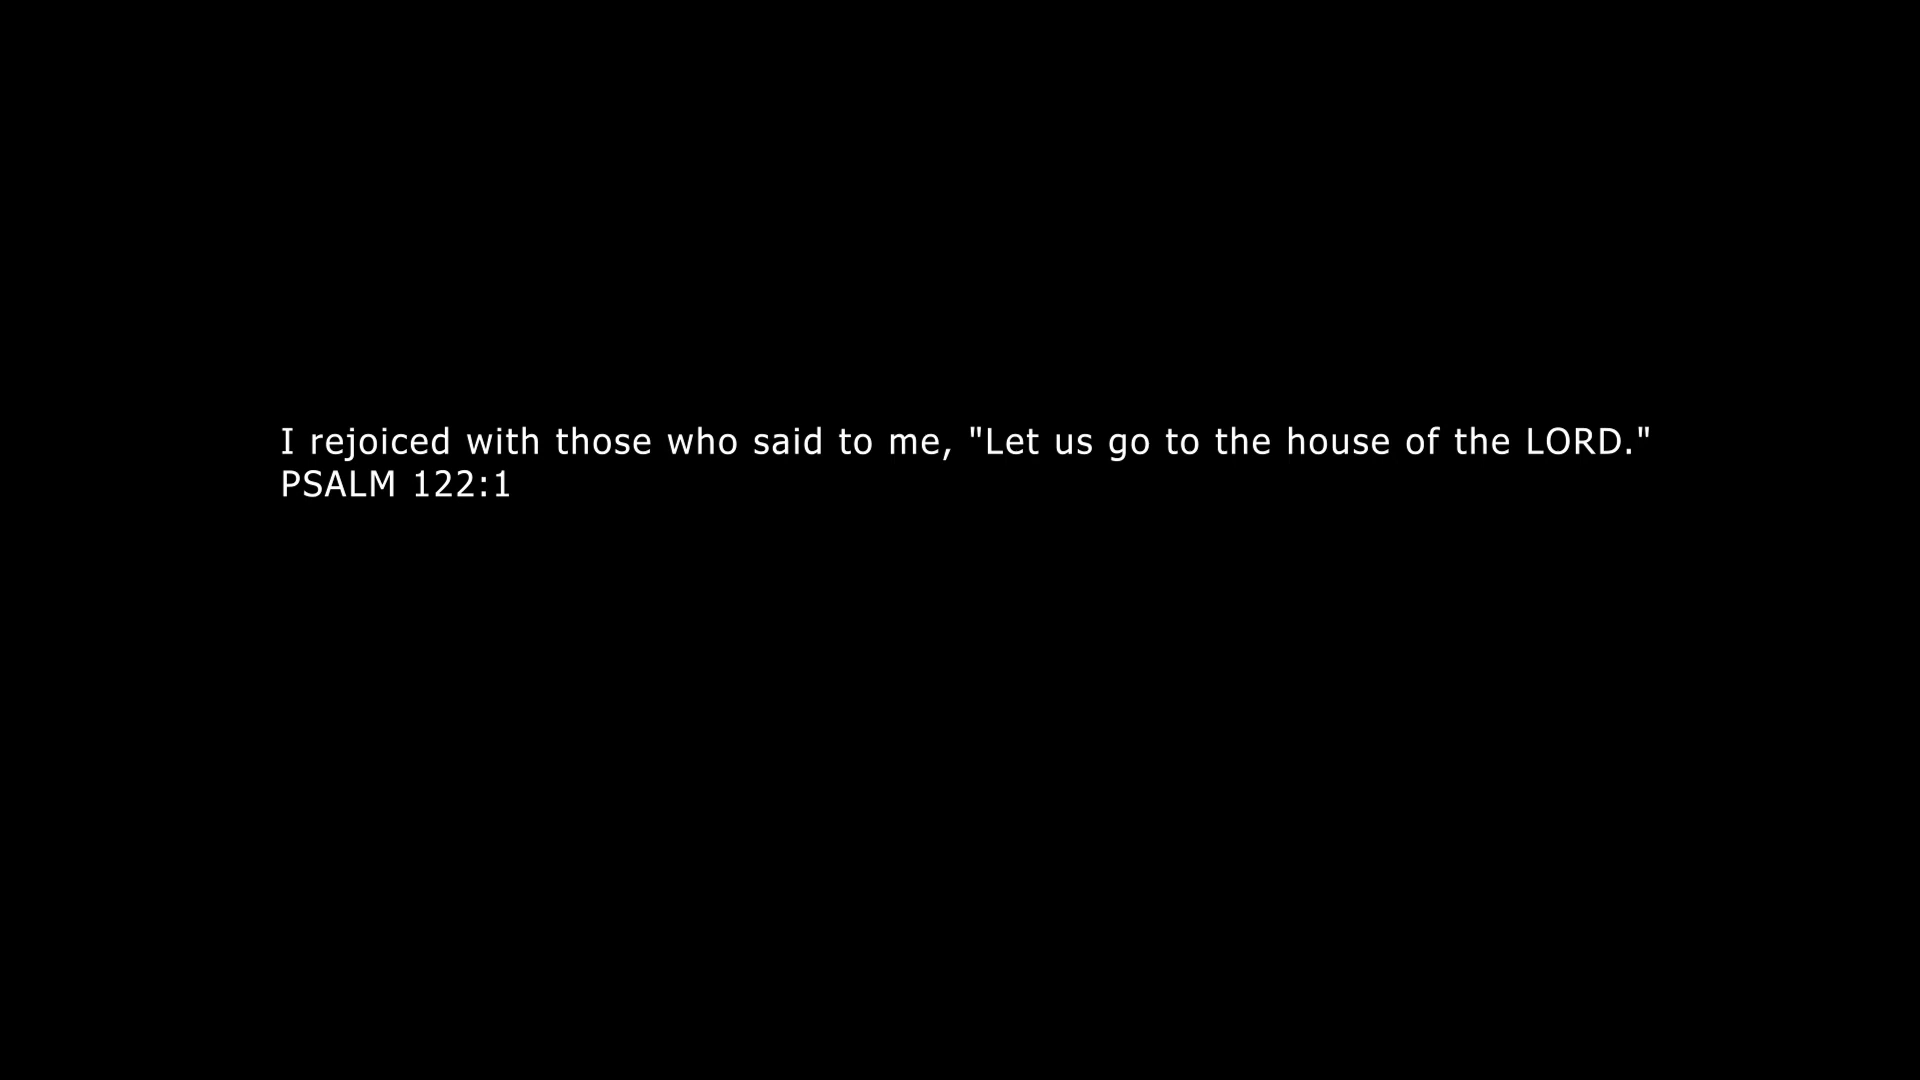 I rejoiced with those who said to me, "Let us go to the house of the LORD."
PSALM 122:1